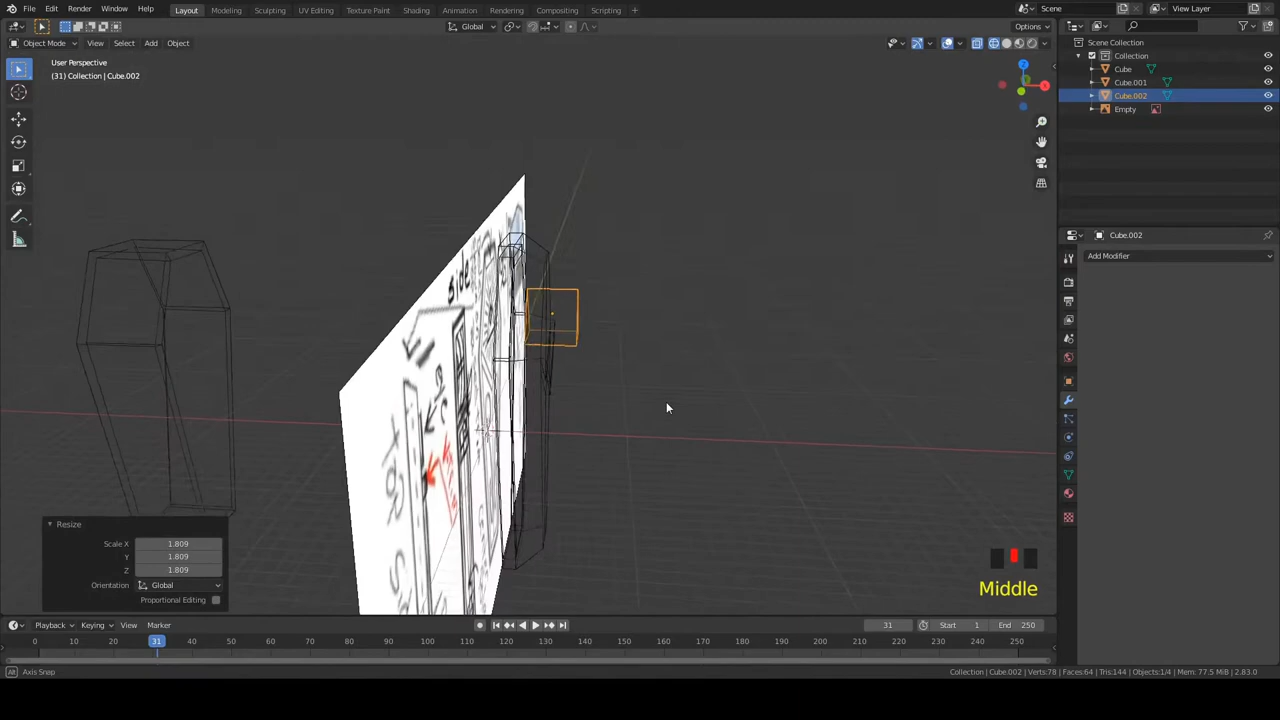 File Edit Render Window Help Layout Modeling Sculpting UV Editing Texture Paint Shading Animation Rendering Compositing Scripting + Scene View Layer
Global Options
Object Mode View Select Add Object
User Perspective
(31) Collection | Cube.002
Z
X
Scene Collection
Collection
Cube
Cube.001
Cube.002
Empty
Cube.002
Add Modifier
Side
Resize
Scale X 1.809
Y 1.809
Z 1.809
Orientation Global
Proportional Editing
Middle
Playback Keying View Marker 31 Start 1 End 250
0 10 20 31 40 50 60 70 80 90 100 110 120 130 140 150 160 170 180 190 200 210 220 230 240 250
Axis Snap Collection | Cube.002 | Verts:78 | Faces:64 | Tris:144 | Objects:1/4 | Mem: 77.5 MiB | 2.83.0